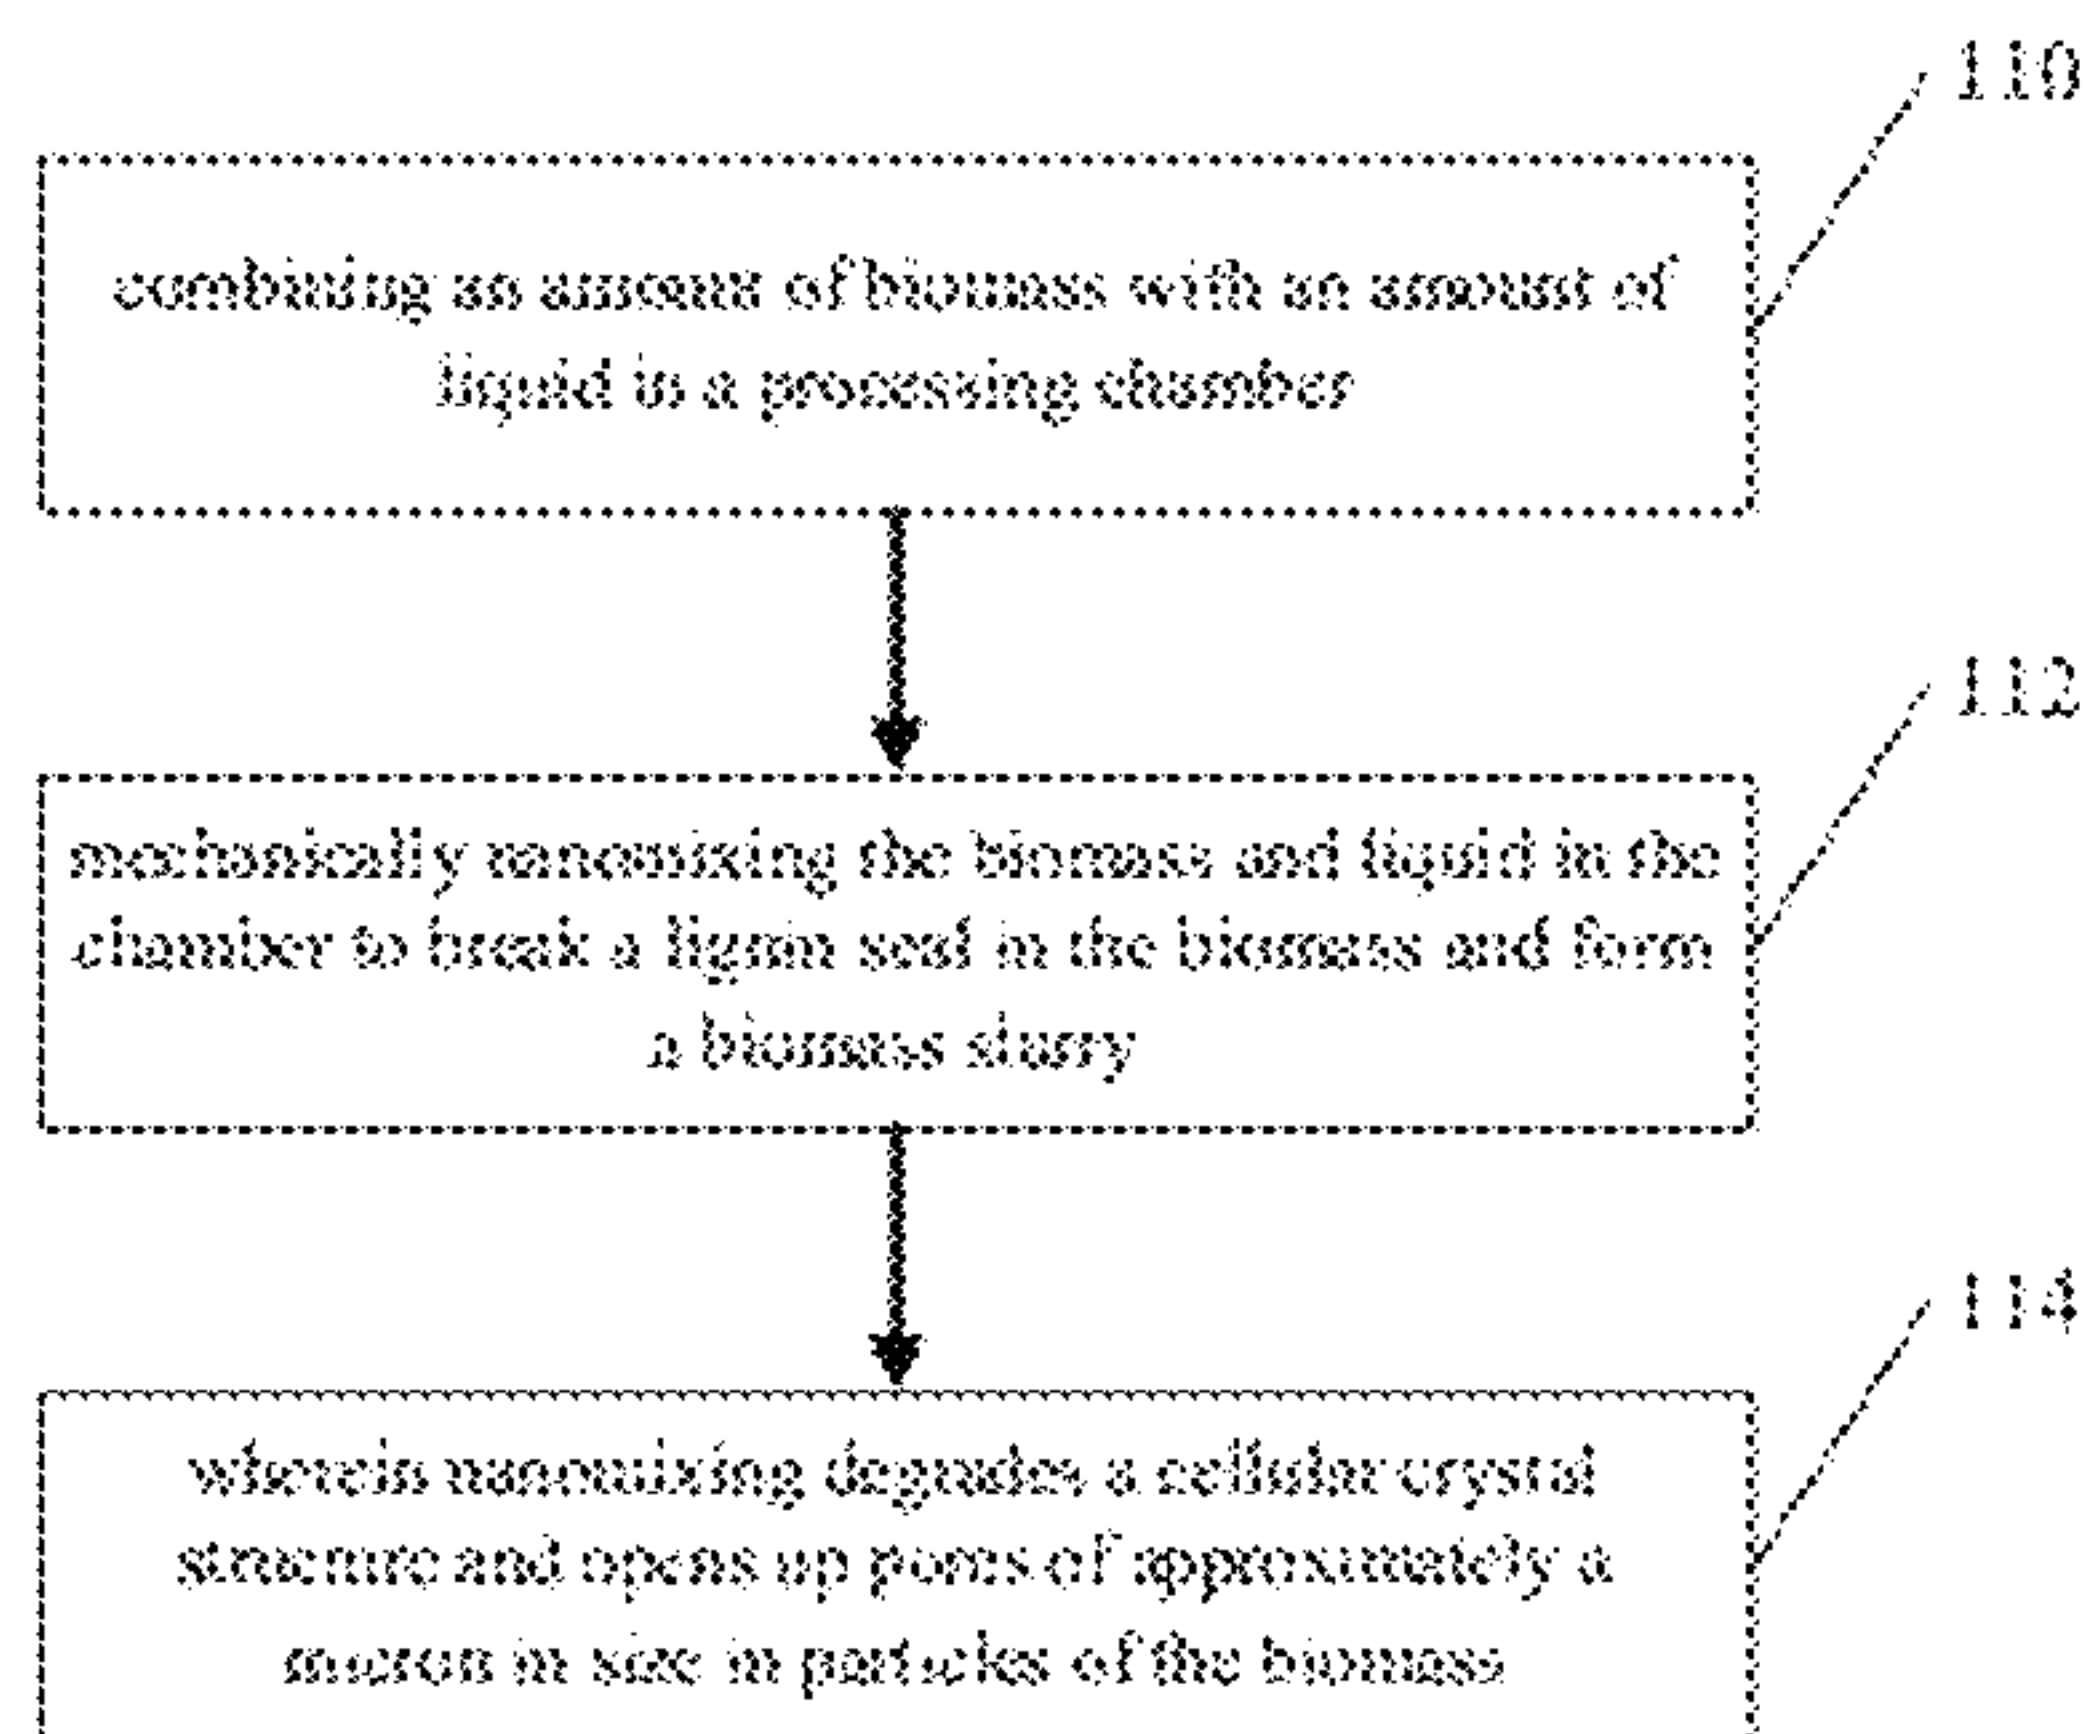 110
combining an amount of biomass with an amount of
liquid in a processing chamber
112
mechanically nanomixing the biomass and liquid in the
chamber to break a lignin seal in the biomass and form
a biomass slurry
114
wherein nanomixing degrades a cellular crystal
structure and opens up pores of approximately a
micron in size in particles of the biomass